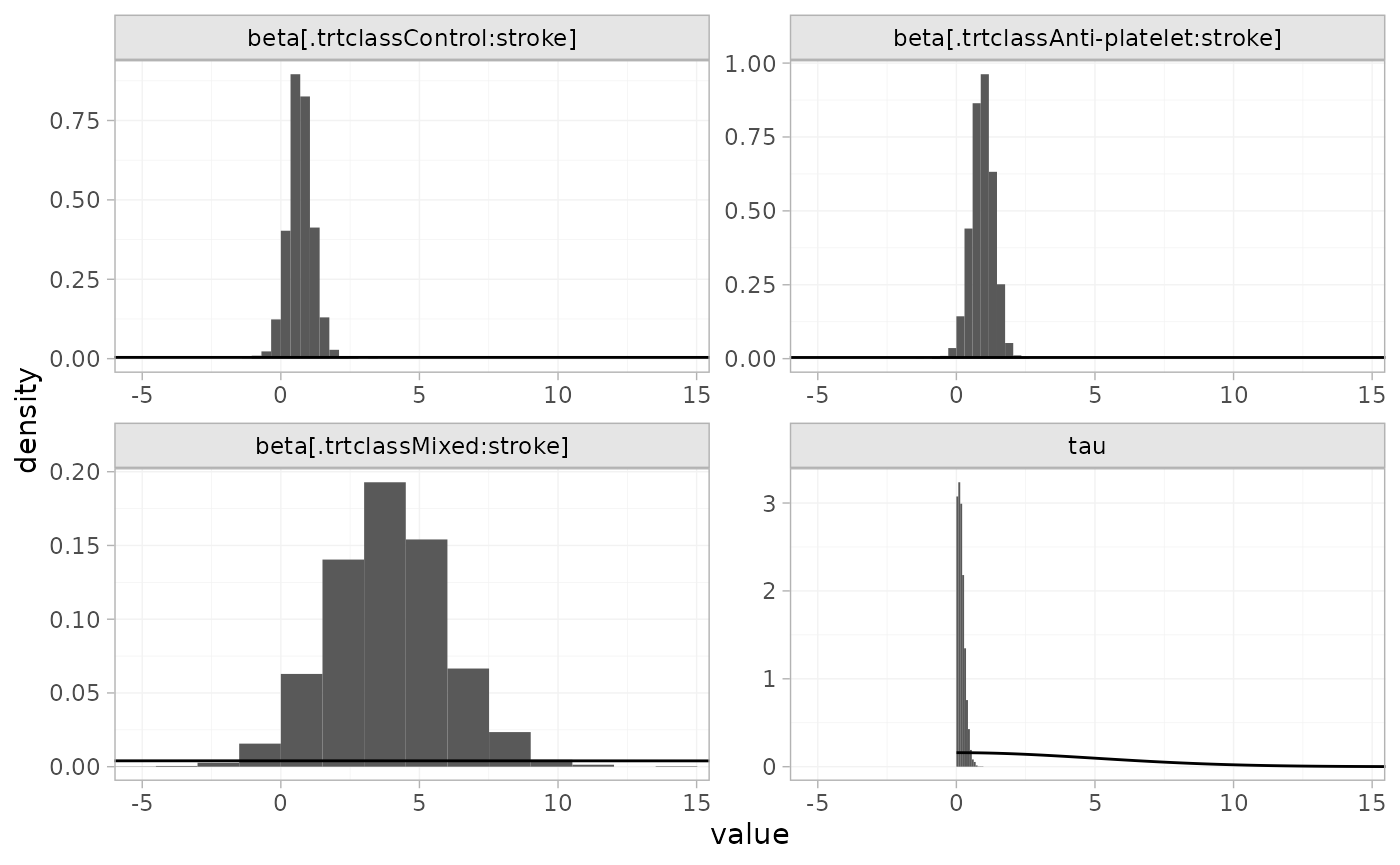 beta[.trtclassControl:stroke]
beta[.trtclassAnti-platelet:stroke]
0.75
0.50
0.25
0.00
-5 0 5 10 15
1.00
0.75
0.50
0.25
0.00
-5 0 5 10 15
beta[.trtclassMixed:stroke]
tau
0.20
0.15
0.10
0.05
0.00
-5 0 5 10 15
3
2
1
0
-5 0 5 10 15
density
value